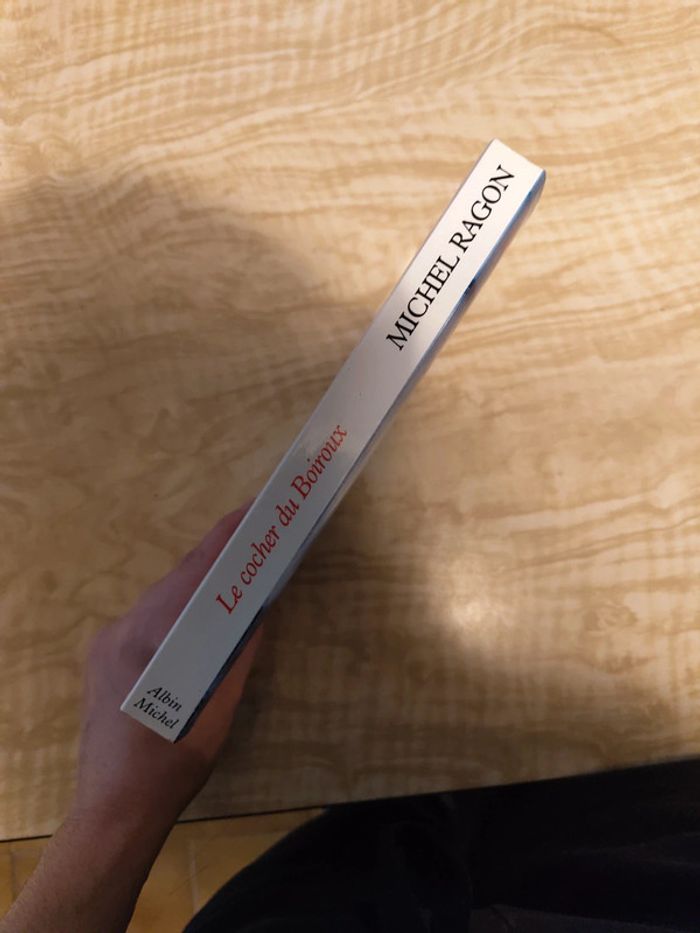 MICHEL RAGON
Le cocher du Boiroux
Albin
Michel